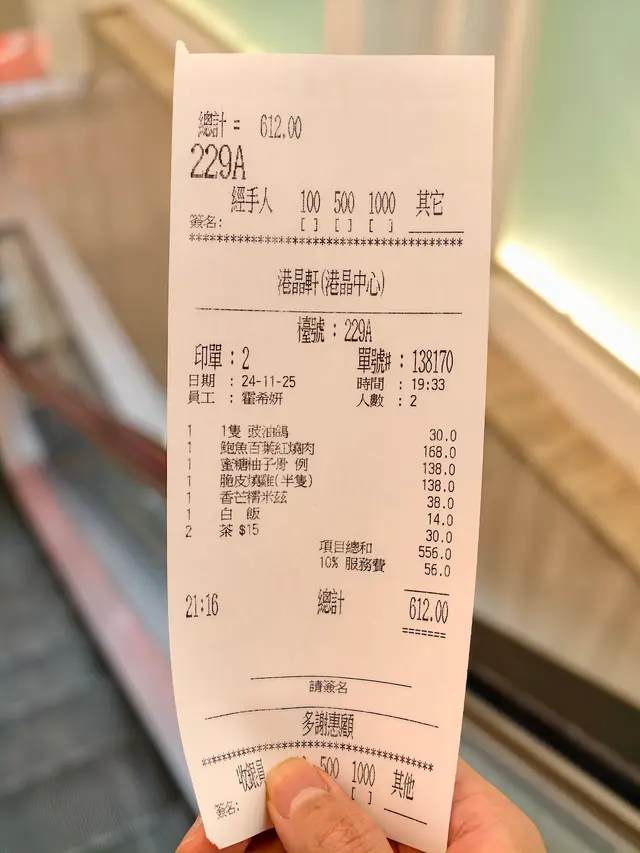 總計 = 612.00
229A
經手人 100 500 1000 其它
簽名: [ ] [ ] [ ]
************************************
港晶軒(港晶中心)
檯號 : 229A
印單 : 2 單號# : 138170
日期 : 24-11-25 時間 : 19:33
員工 : 霍希妍 人數 : 2
1 1隻 豉油鴿 30.0
1 鮑魚百葉紅燒肉 168.0
1 蜜糖柚子骨 例 138.0
1 脆皮燒雞(半隻) 138.0
1 香芒糯米玆 38.0
1 白 飯 14.0
2 茶 $15 30.0
項目總和 556.0
10% 服務費 56.0
21:16 總計 612.00
=======
請簽名
多謝惠顧
************************************
收銀員 500 1000 其他
簽名: [ ]